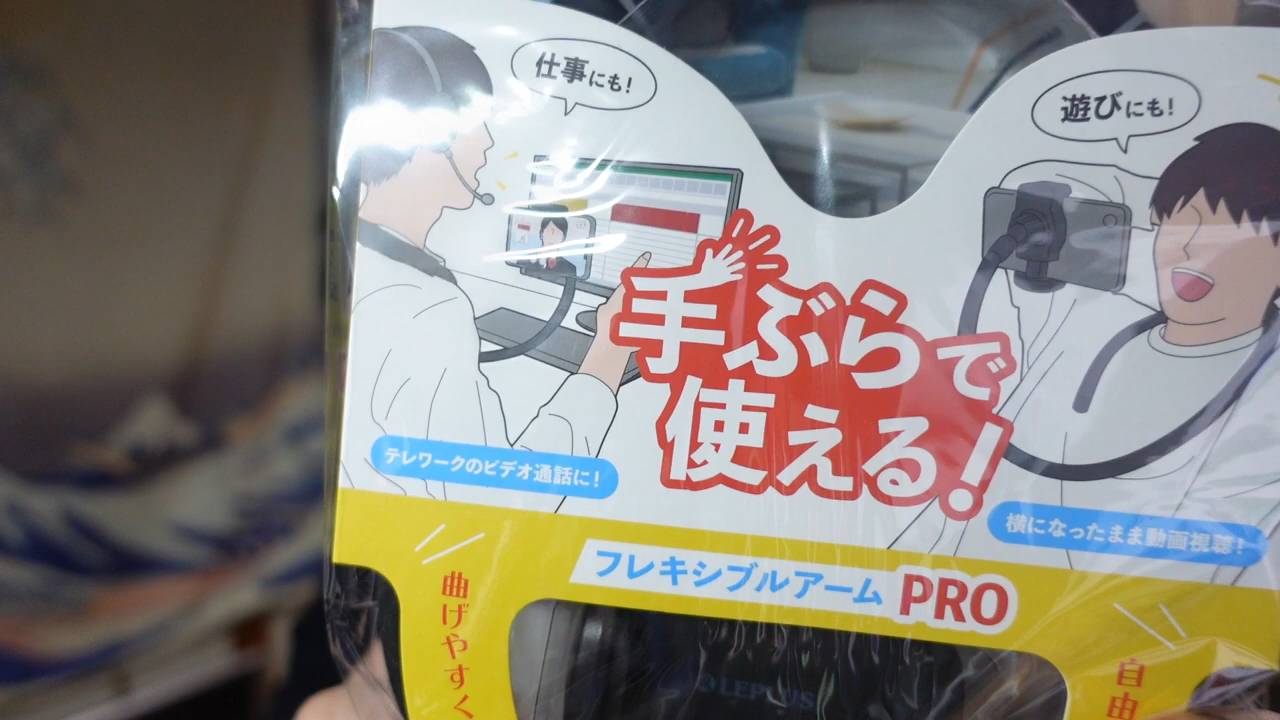 仕事にも!
遊びにも!
手ぶらで
使える!
テレワークのビデオ通話に!
横になったまま動画視聴!
フレキシブルアーム PRO
曲げやすく
自由
LEPLUS